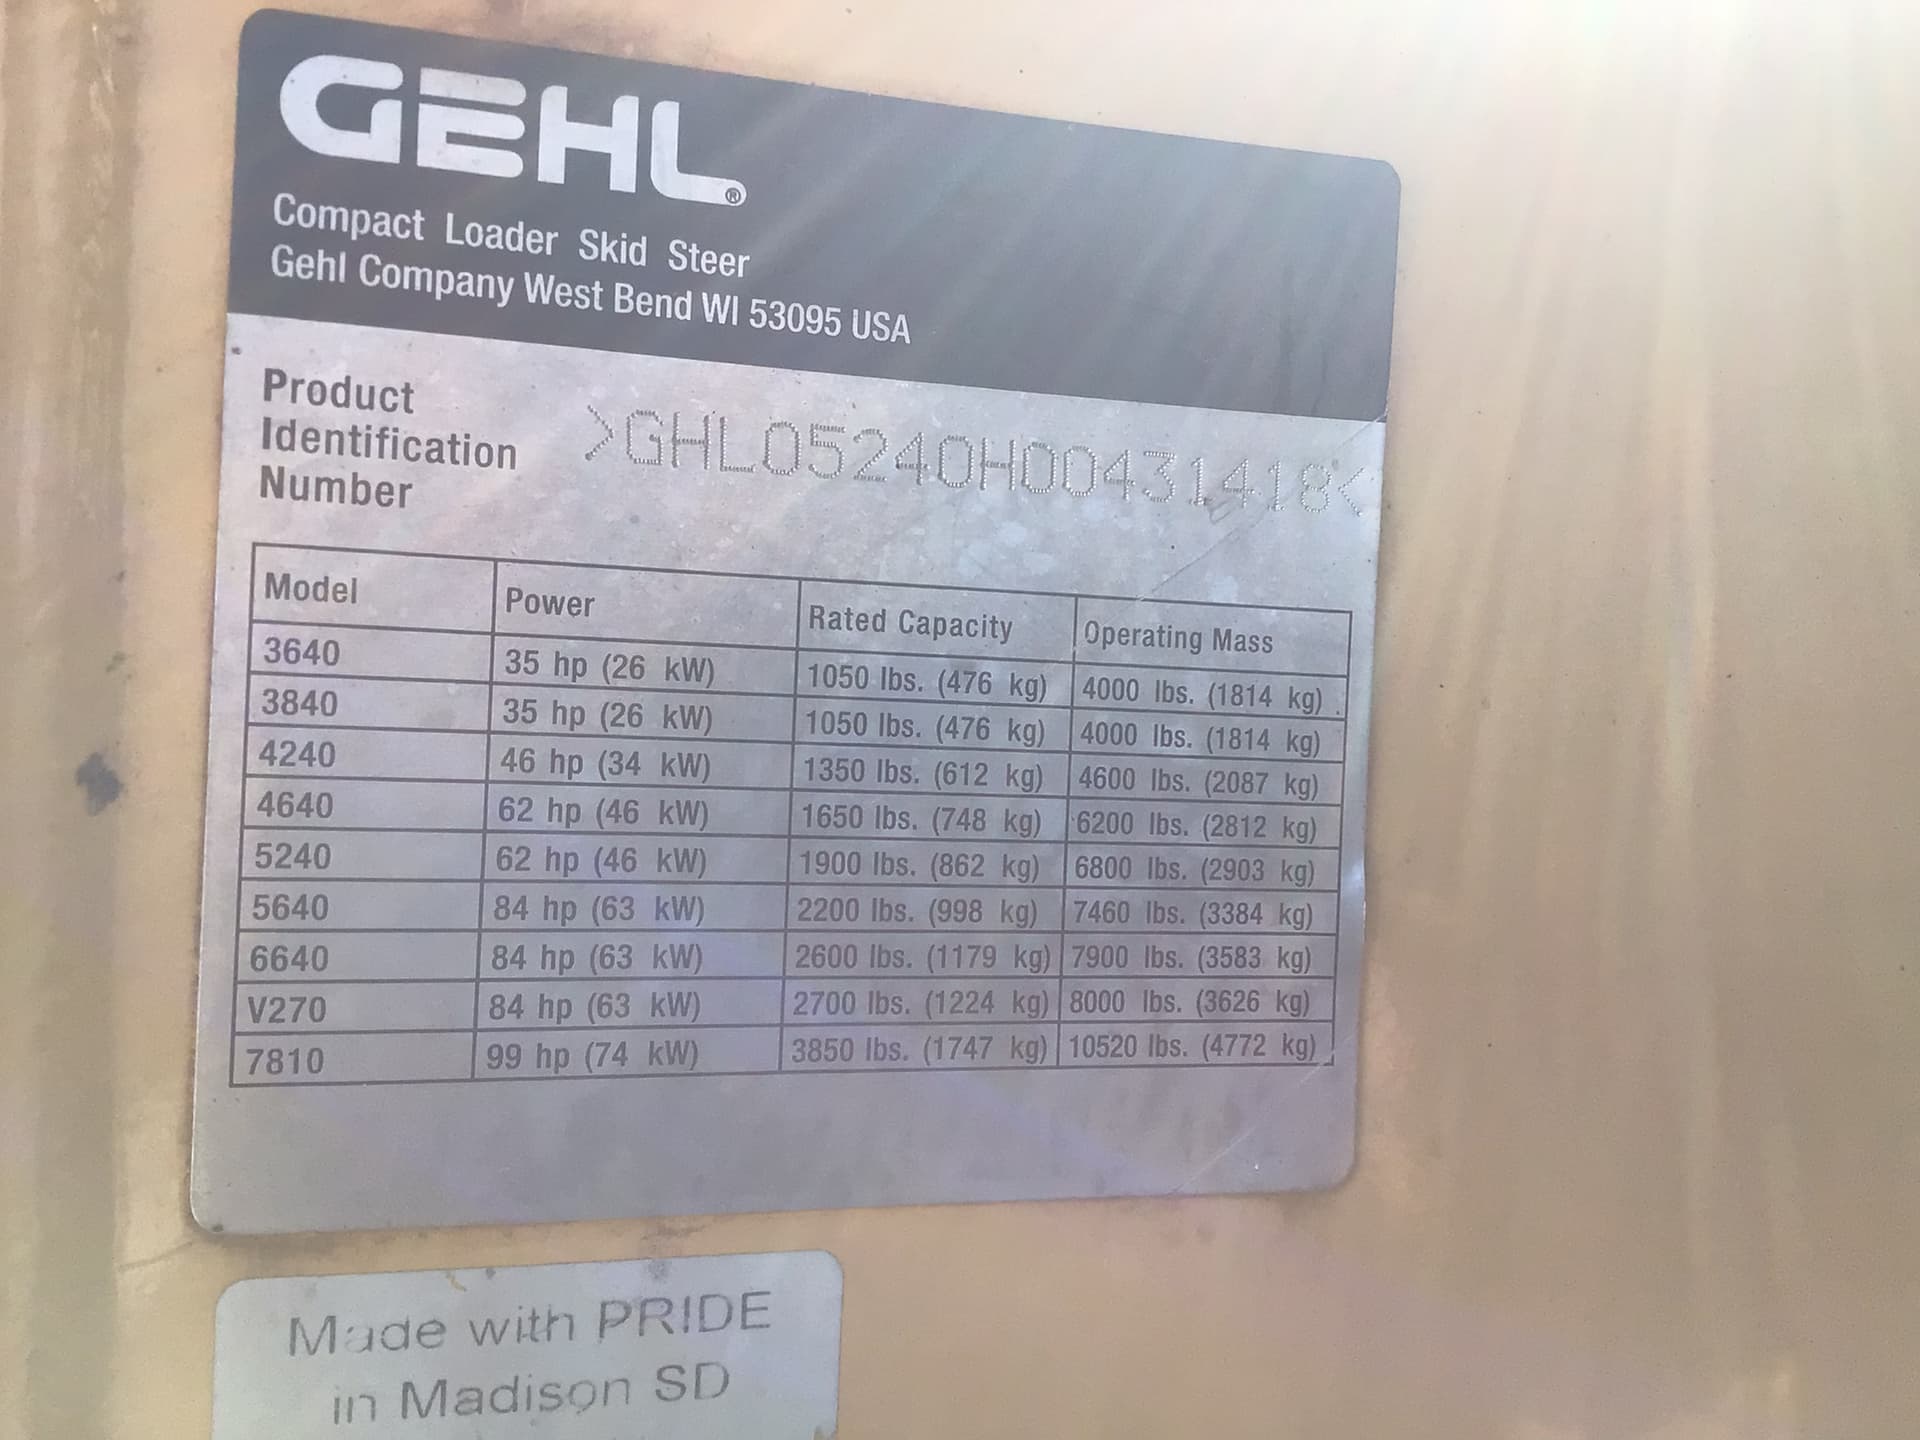 GEHL®
Compact Loader Skid Steer
Gehl Company West Bend WI 53095 USA
Product
Identification
Number
>GHL05240H00431418<
Model Power Rated Capacity Operating Mass
3640 35 hp (26 kW) 1050 lbs. (476 kg) 4000 lbs. (1814 kg)
3840 35 hp (26 kW) 1050 lbs. (476 kg) 4000 lbs. (1814 kg)
4240 46 hp (34 kW) 1350 lbs. (612 kg) 4600 lbs. (2087 kg)
4640 62 hp (46 kW) 1650 lbs. (748 kg) 6200 lbs. (2812 kg)
5240 62 hp (46 kW) 1900 lbs. (862 kg) 6800 lbs. (2903 kg)
5640 84 hp (63 kW) 2200 lbs. (998 kg) 7460 lbs. (3384 kg)
6640 84 hp (63 kW) 2600 lbs. (1179 kg) 7900 lbs. (3583 kg)
V270 84 hp (63 kW) 2700 lbs. (1224 kg) 8000 lbs. (3626 kg)
7810 99 hp (74 kW) 3850 lbs. (1747 kg) 10520 lbs. (4772 kg)
Made with PRIDE
in Madison SD